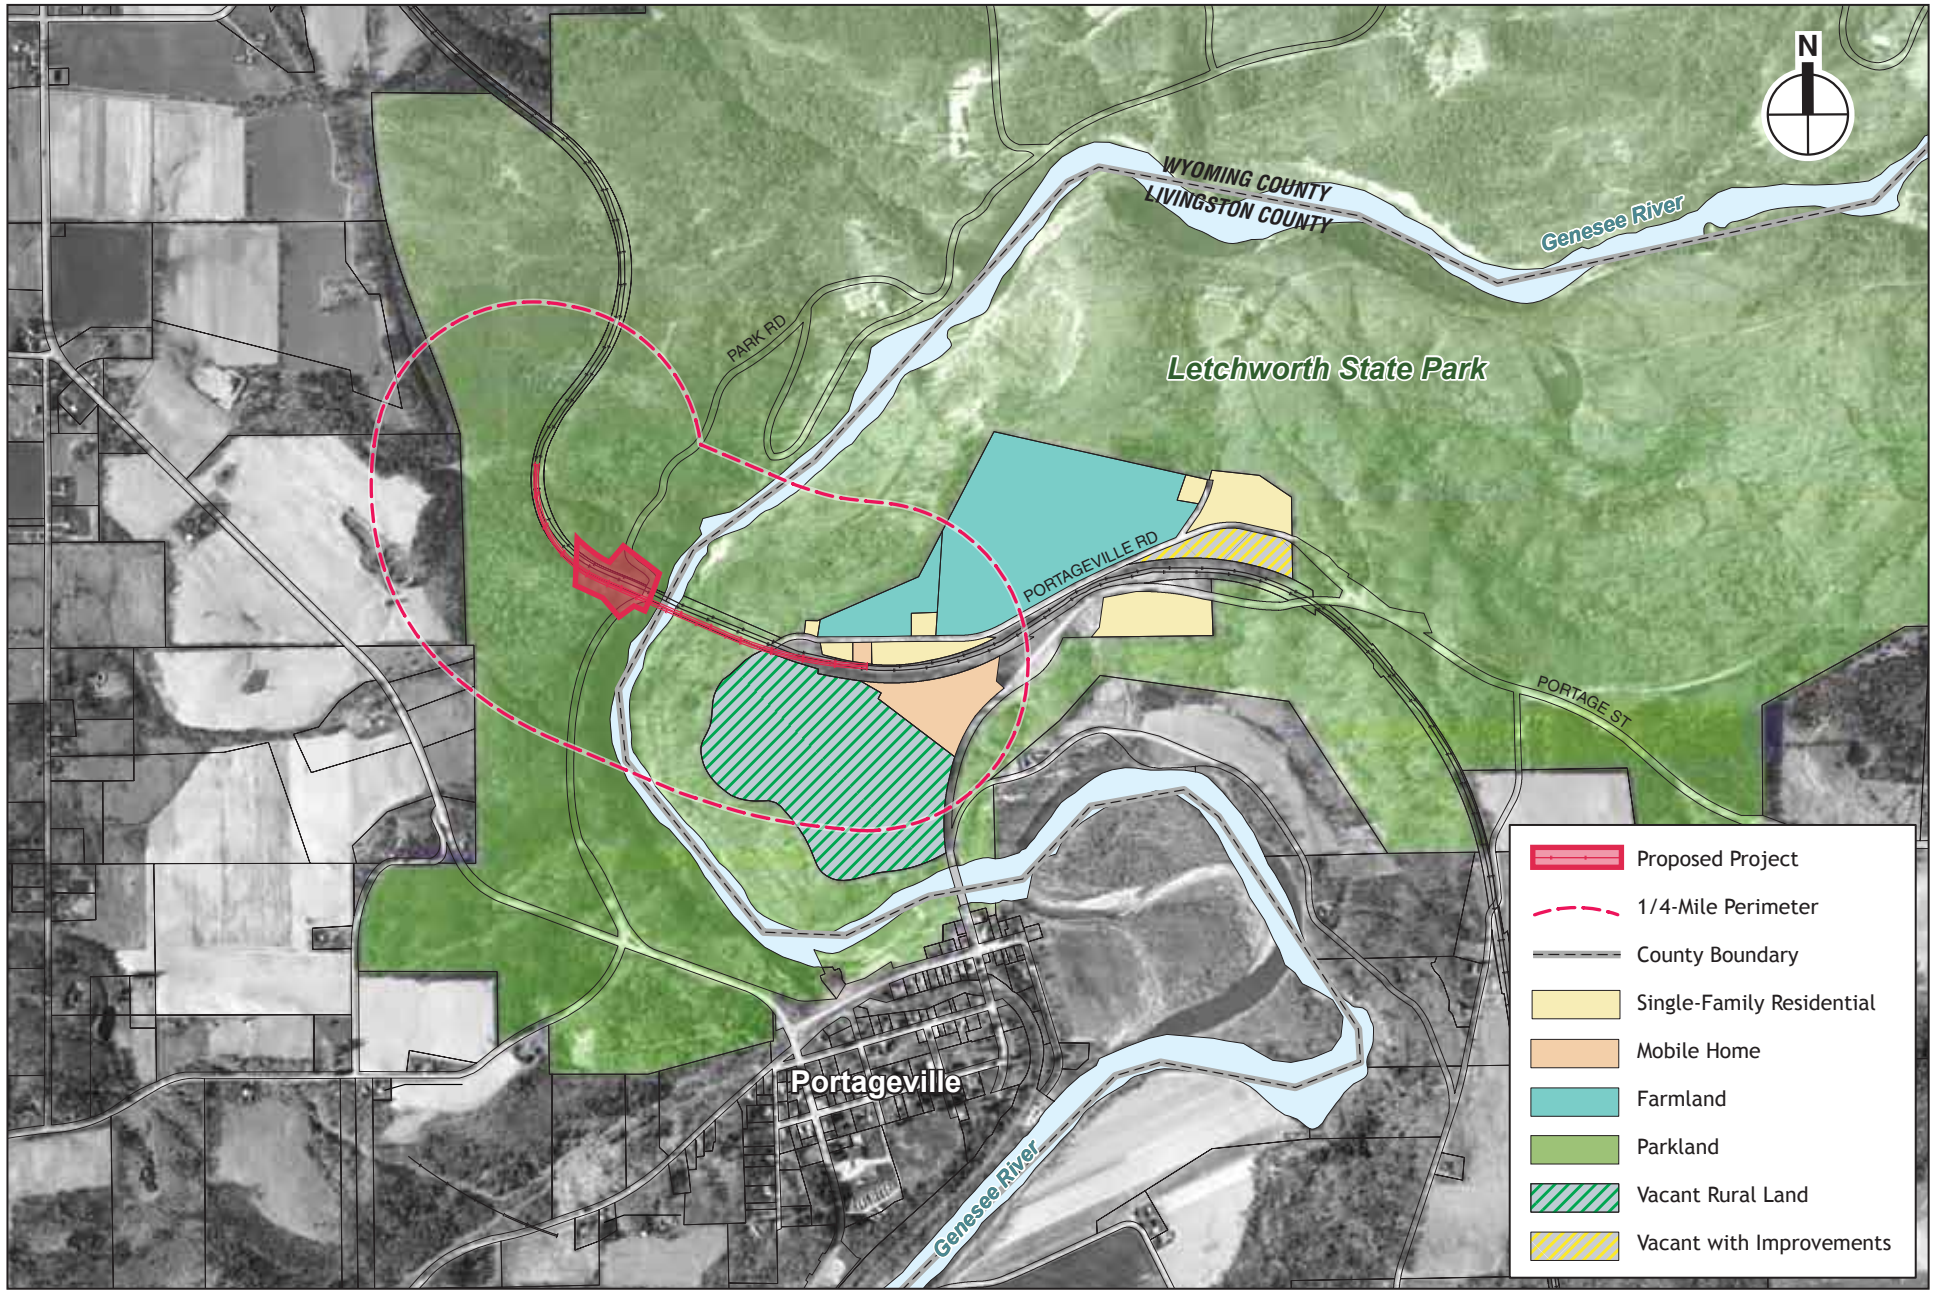 N
WYOMING COUNTY
LIVINGSTON COUNTY
Genesee River
PARK RD
Letchworth State Park
PORTAGEVILLE RD
PORTAGE ST
Portageville
Genesee River
Proposed Project
1/4-Mile Perimeter
County Boundary
Single-Family Residential
Mobile Home
Farmland
Parkland
Vacant Rural Land
Vacant with Improvements